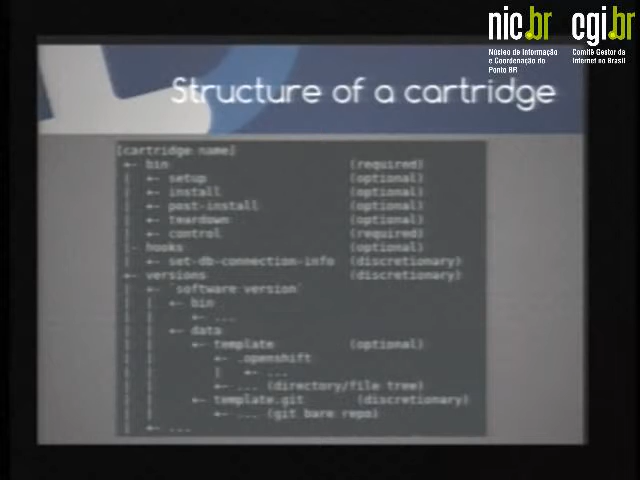 nic.br cgi.br
Núcleo de Informação
e Coordenação do
Ponto BR
Comitê Gestor da
Internet no Brasil
Structure of a cartridge
[cartridge name]
+- bin (required)
| +- setup (optional)
| +- install (optional)
| +- post-install (optional)
| +- teardown (optional)
| +- control (required)
|- hooks (optional)
| +- set-db-connection-info (discretionary)
+- versions (discretionary)
| +- `software version`
| | +- bin
| | +- ...
| +- data
| | +- template (optional)
| | +- .openshift
| | | +- ...
| | +- ... (directory/file tree)
| | +- template.git (discretionary)
| | +- ... (git bare repo)
| +- ...